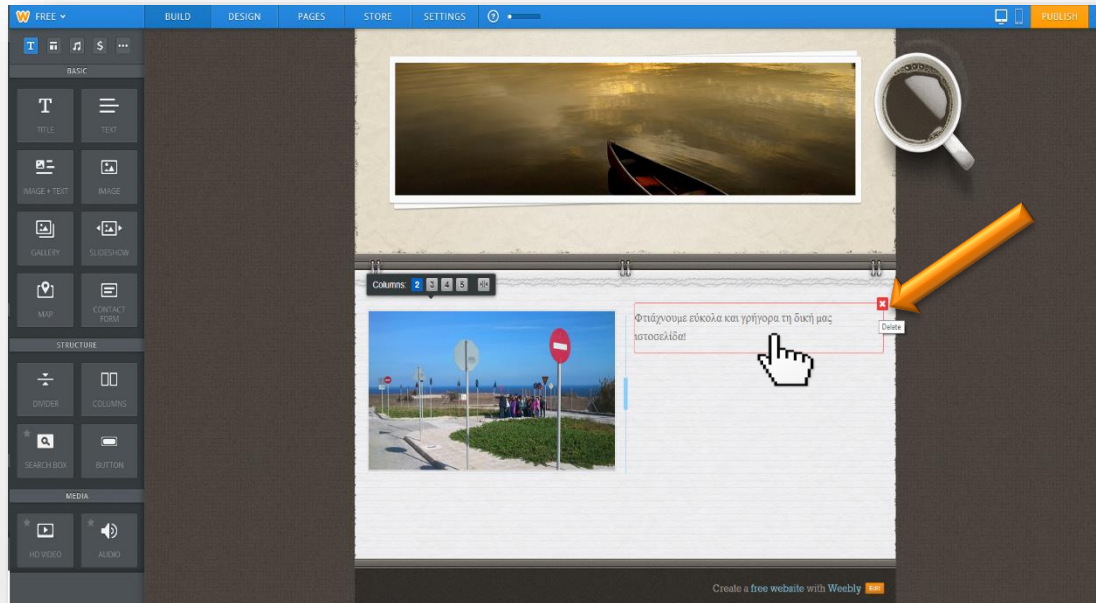 FREE
BUILD DESIGN PAGES STORE SETTINGS
PUBLISH
BASIC
TITLE TEXT
IMAGE + TEXT IMAGE
GALLERY SLIDESHOW
MAP CONTACT FORM
STRUCTURE
DIVIDER COLUMNS
SEARCH BOX BUTTON
MEDIA
HD VIDEO AUDIO
Columns: 2 3 4 5
Φτιάχνουμε εύκολα και γρήγορα τη δική μας
ιστοσελίδα!
Delete
Create a free website with Weebly Edit